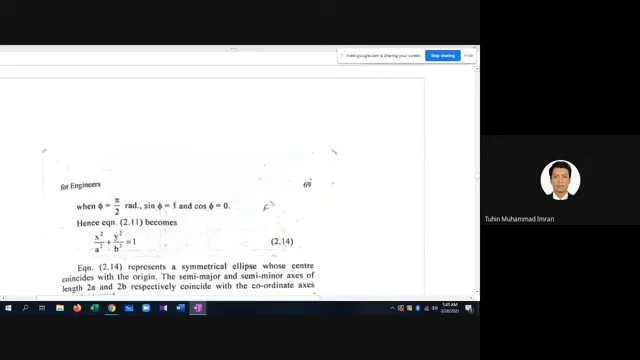 meet.google.com is sharing your screen.
Stop sharing
Hide
for Engineers
69
when ϕ = π/2 rad., sin ϕ = 1 and cos ϕ = 0.
Hence eqn. (2.11) becomes
x²/a² + y²/b² = 1 (2.14)
Eqn. (2.14) represents a symmetrical ellipse whose centre
coincides with the origin. The semi-major and semi-minor axes of
length 2a and 2b respectively coincide with the co-ordinate axes
Tuhin Muhammad Imran
5:45 AM
3/20/2021